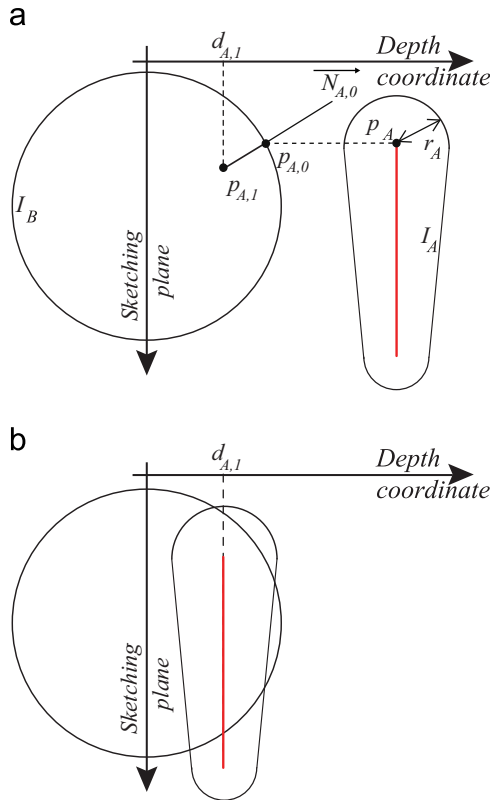 a
d_{A,1}
Depth
coordinate
N_{A,0}
p_A
p_{A,0}
r_A
p_{A,1}
I_B
I_A
Sketching
plane
b
d_{A,1}
Depth
coordinate
Sketching
plane